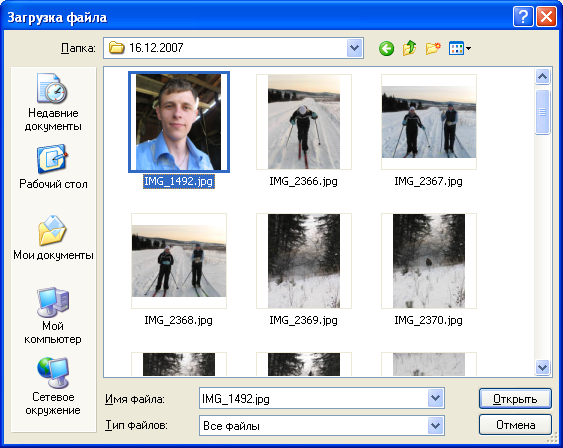 Загрузка файла
Папка:
16.12.2007
Недавние
документы
Рабочий стол
Мои документы
Мой
компьютер
Сетевое
окружение
IMG_1492.jpg
IMG_2366.jpg
IMG_2367.jpg
IMG_2368.jpg
IMG_2369.jpg
IMG_2370.jpg
Имя файла:
IMG_1492.jpg
Открыть
Тип файлов:
Все файлы
Отмена